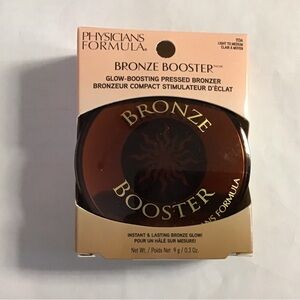 PHYSICIANS
FORMULA®
LIGHT TO MEDIUM
CLAIR À MOYEN
BRONZE BOOSTER
GLOW-BOOSTING PRESSED BRONZER
BRONZEUR COMPACT STIMULATEUR D'ÉCLAT
BRONZE
BOOSTER
NS FORMULA
INSTANT & LASTING BRONZE GLOW!
POUR UN HÂLE SUR MESURE!
Net Wt. / Poids net 9 g / 0.3 Oz.